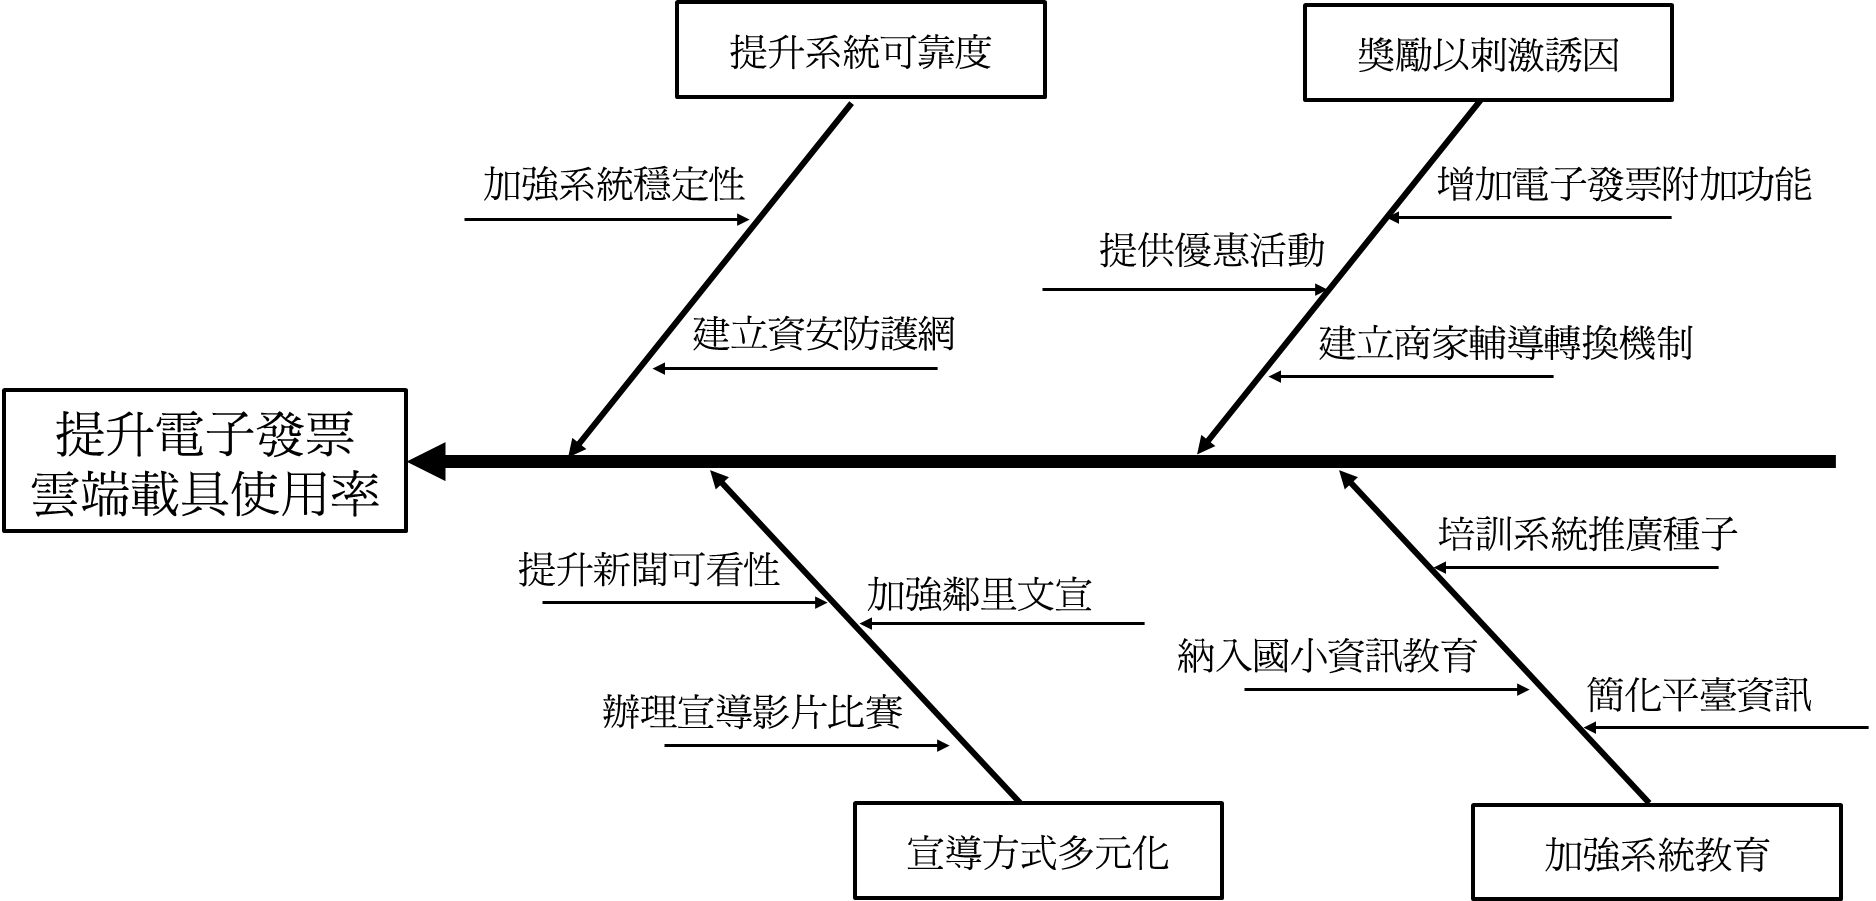 提升系統可靠度
獎勵以刺激誘因
加強系統穩定性
增加電子發票附加功能
提供優惠活動
建立資安防護網
建立商家輔導轉換機制
提升電子發票
雲端載具使用率
培訓系統推廣種子
提升新聞可看性
加強鄰里文宣
納入國小資訊教育
簡化平臺資訊
辦理宣導影片比賽
宣導方式多元化
加強系統教育